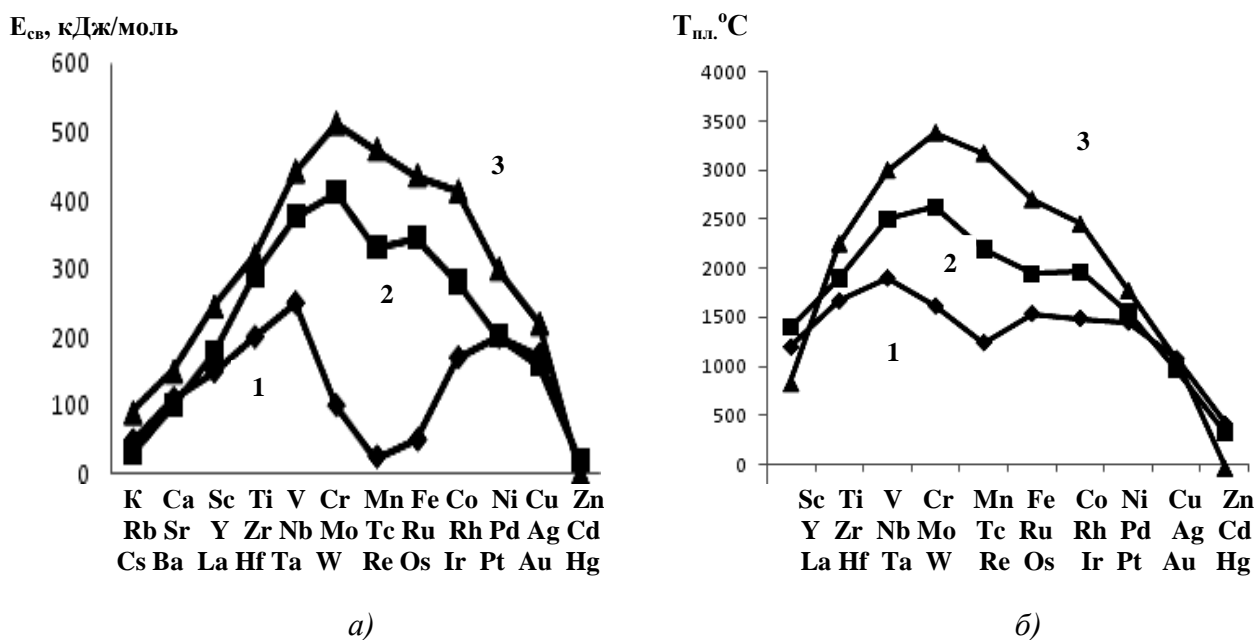 Eсв, кДж/моль
600
500
400
300
200
100
0
3
2
1
К Ca Sc Ti V Cr Mn Fe Co Ni Cu Zn
Rb Sr Y Zr Nb Mo Tc Ru Rh Pd Ag Cd
Cs Ba La Hf Ta W Re Os Ir Pt Au Hg
а)
Tпл.оС
4000
3500
3000
2500
2000
1500
1000
500
0
3
2
1
Sc Ti V Cr Mn Fe Co Ni Cu Zn
Y Zr Nb Mo Tc Ru Rh Pd Ag Cd
La Hf Ta W Re Os Ir Pt Au Hg
б)